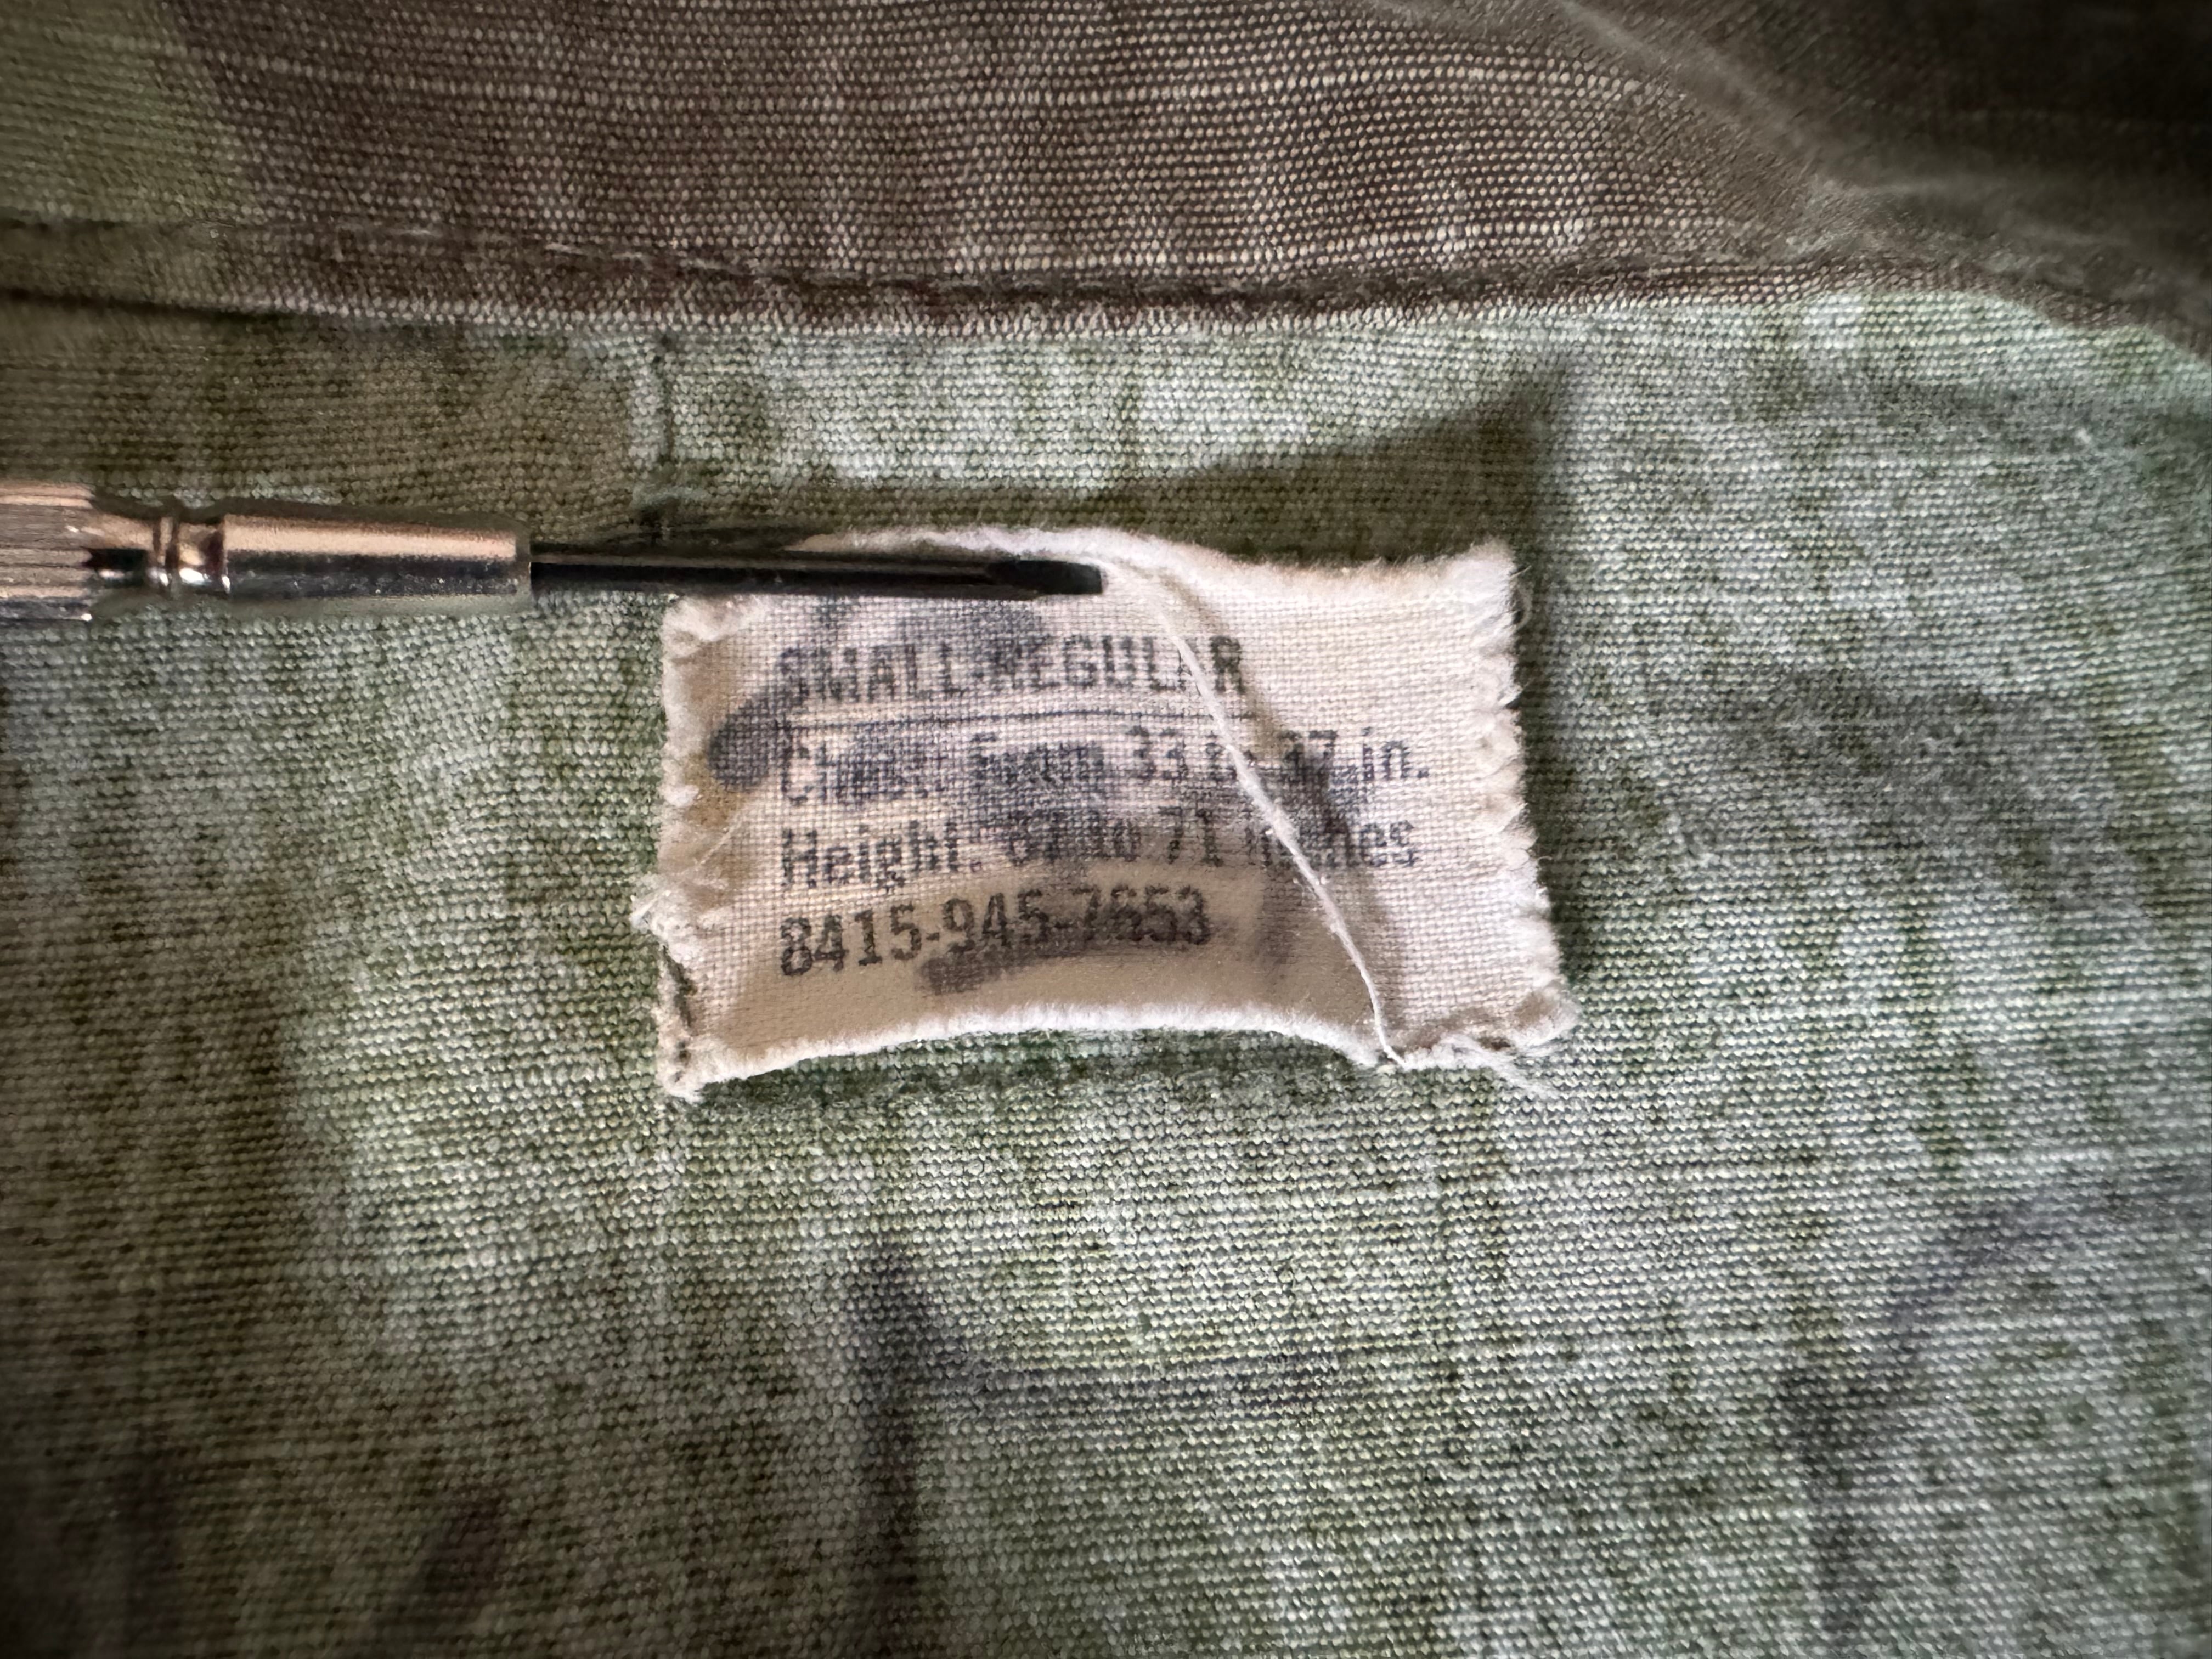 SMALL-REGULAR
Chest: From 33 to 37 in.
Height: 67 to 71 inches
8415-945-7653